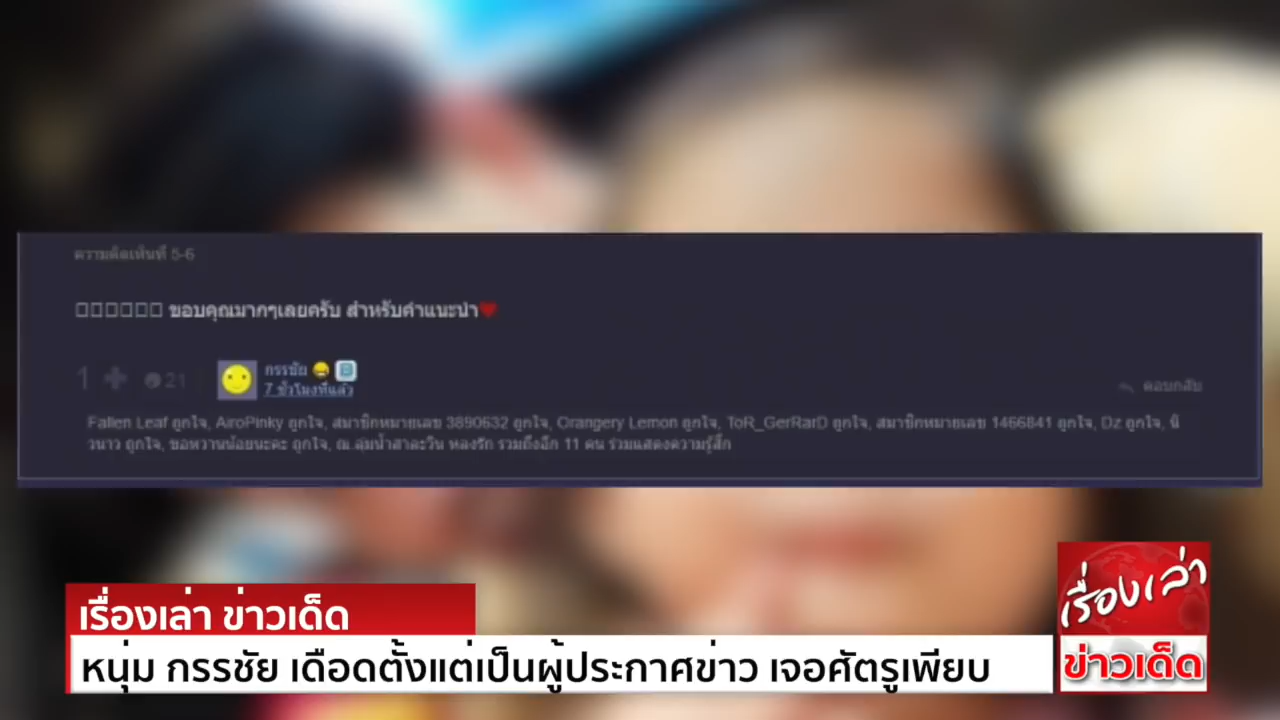 ความคิดเห็นที่ 5-6
□□□□□□ ขอบคุณมากๆเลยครับ สำหรับคำแนะนำ❤
1 21
กรรชัย
7 ชั่วโมงที่แล้ว
ตอบกลับ
Fallen Leaf ถูกใจ, AiroPinky ถูกใจ, สมาชิกหมายเลข 3890632 ถูกใจ, Orangery Lemon ถูกใจ, ToR_GerRarD ถูกใจ, สมาชิกหมายเลข 1466841 ถูกใจ, Dz ถูกใจ, นิ
วนาว ถูกใจ, ขอหวานน้อยนะคะ ถูกใจ, ณ.ลุ่มน้ำสาละวิน หลงรัก รวมถึงอีก 11 คน ร่วมแสดงความรู้สึก
เรื่องเล่า
ข่าวเด็ด
เรื่องเล่า ข่าวเด็ด
หนุ่ม กรรชัย เดือดตั้งแต่เป็นผู้ประกาศข่าว เจอศัตรูเพียบ